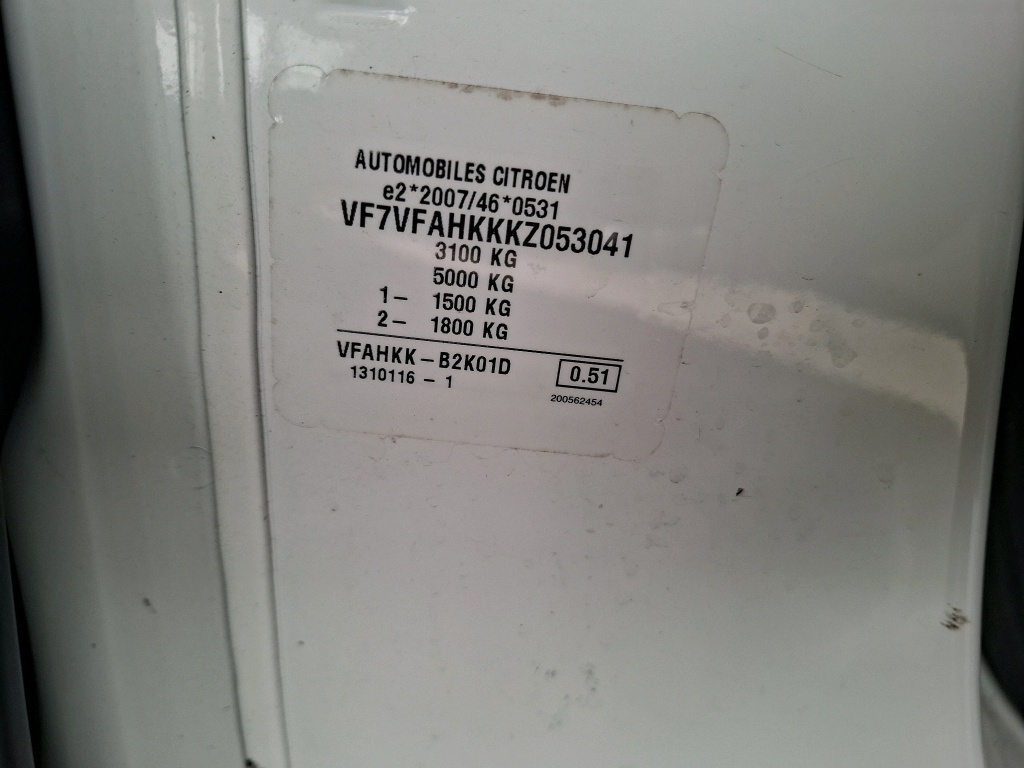 AUTOMOBILES CITROEN
e2*2007/46*0531
VF7VFAHKKKZ053041
3100 KG
5000 KG
1– 1500 KG
2– 1800 KG
VFAHKK – B2K01D
1310116 – 1
0.51
200562454